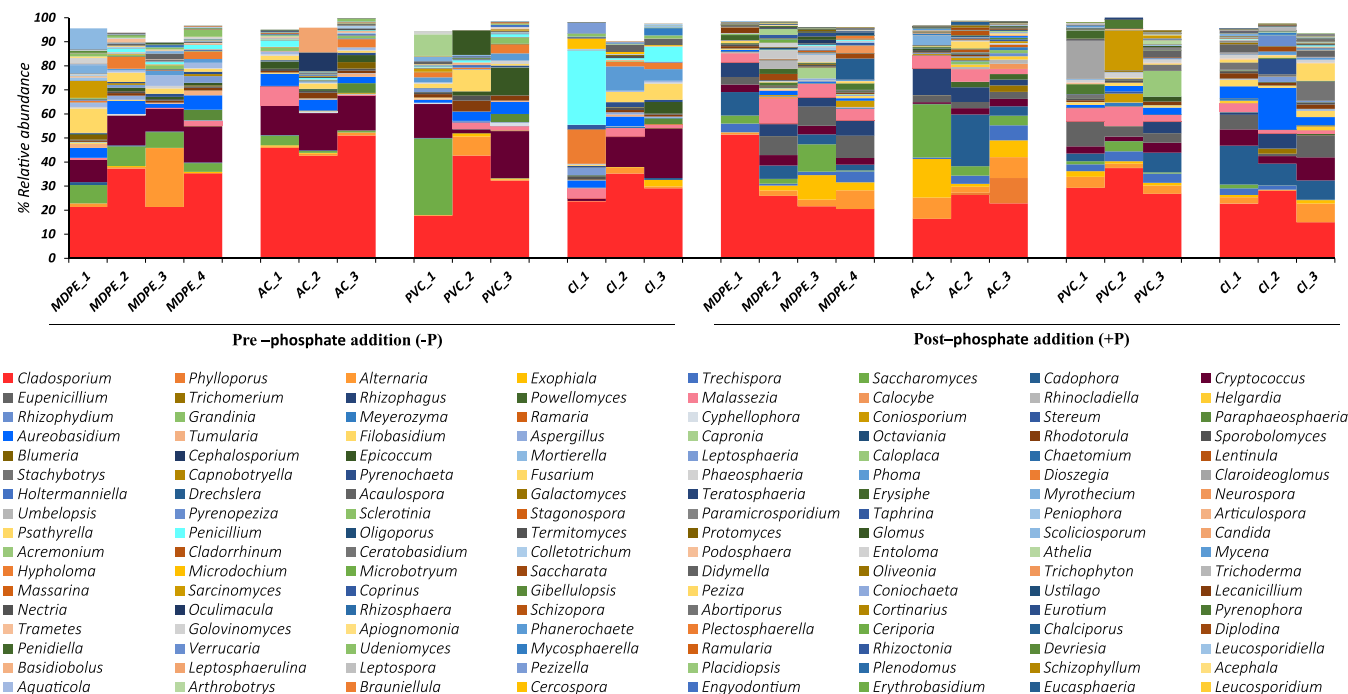 % Relative abundance
100
90
80
70
60
50
40
30
20
10
0
MDPE_1 MDPE_2 MDPE_3 MDPE_4 AC_1 AC_2 AC_3 PVC_1 PVC_2 PVC_3 CI_1 CI_2 CI_3 MDPE_1 MDPE_2 MDPE_3 MDPE_4 AC_1 AC_2 AC_3 PVC_1 PVC_2 PVC_3 CI_1 CI_2 CI_3
Pre –phosphate addition (-P) Post–phosphate addition (+P)
Cladosporium Phylloporus Alternaria Exophiala Trechispora Saccharomyces Cadophora Cryptococcus
Eupenicillium Trichomerium Rhizophagus Powellomyces Malassezia Calocybe Rhinocladiella Helgardia
Rhizophydium Grandinia Meyerozyma Ramaria Cyphellophora Coniosporium Stereum Paraphaeosphaeria
Aureobasidium Tumularia Filobasidium Aspergillus Capronia Octaviania Rhodotorula Sporobolomyces
Blumeria Cephalosporium Epicoccum Mortierella Leptosphaeria Caloplaca Chaetomium Lentinula
Stachybotrys Capnobotryella Pyrenochaeta Fusarium Phaeosphaeria Phoma Dioszegia Claroideoglomus
Holtermanniella Drechslera Acaulospora Galactomyces Teratosphaeria Erysiphe Myrothecium Neurospora
Umbelopsis Pyrenopeziza Sclerotinia Stagonospora Paramicrosporidium Taphrina Peniophora Articulospora
Psathyrella Penicillium Oligoporus Termitomyces Protomyces Glomus Scoliciosporum Candida
Acremonium Cladorrhinum Ceratobasidium Colletotrichum Podosphaera Entoloma Athelia Mycena
Hypholoma Microdochium Microbotryum Saccharata Didymella Oliveonia Trichophyton Trichoderma
Massarina Sarcinomyces Coprinus Gibellulopsis Peziza Coniochaeta Ustilago Lecanicillium
Nectria Oculimacula Rhizosphaera Schizopora Abortiporus Cortinarius Eurotium Pyrenophora
Trametes Golovinomyces Apiognomonia Phanerochaete Plectosphaerella Ceriporia Chalciporus Diplodina
Penidiella Verrucaria Udeniomyces Mycosphaerella Ramularia Rhizoctonia Devriesia Leucosporidiella
Basidiobolus Leptosphaerulina Leptospora Pezizella Placidiopsis Plenodomus Schizophyllum Acephala
Aquaticola Arthrobotrys Brauniellula Cercospora Engyodontium Erythrobasidium Eucasphaeria Leucosporidium